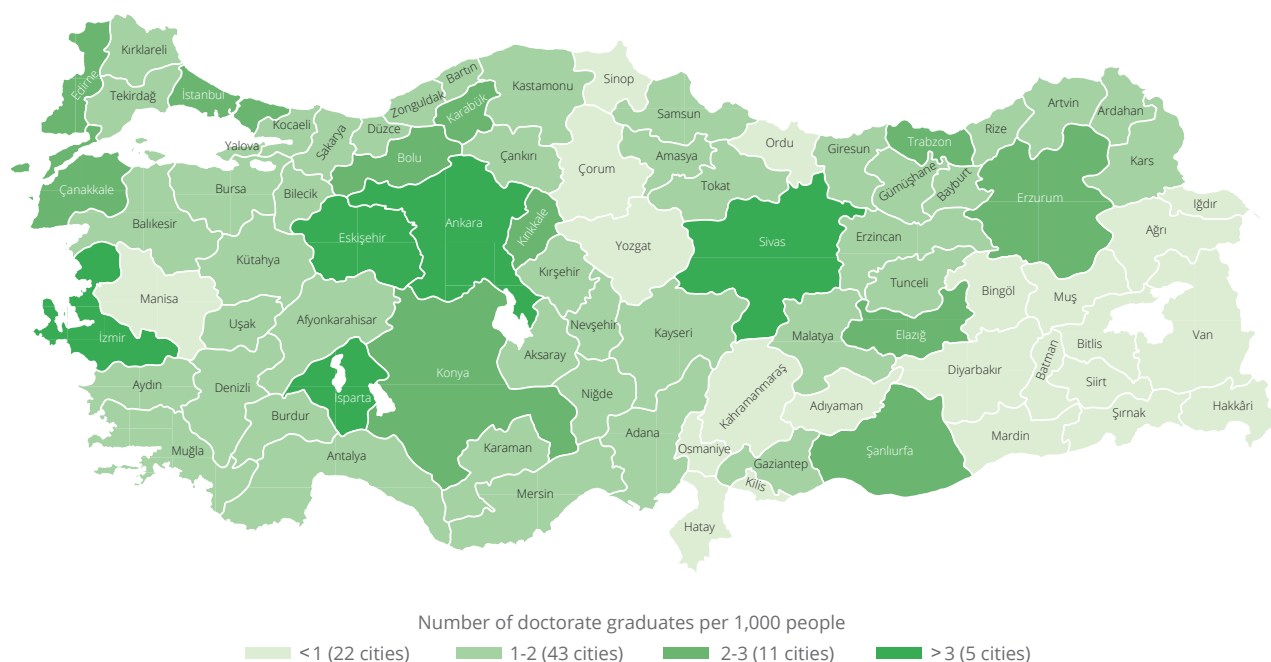 Kırklareli
Edirne
Tekirdağ
İstanbul
Kocaeli
Yalova
Sakarya
Düzce
Zonguldak
Bartın
Karabük
Kastamonu
Sinop
Samsun
Çankırı
Çorum
Amasya
Ordu
Tokat
Giresun
Gümüşhane
Trabzon
Bayburt
Rize
Artvin
Ardahan
Kars
Erzurum
Iğdır
Ağrı
Çanakkale
Balıkesir
Bursa
Bilecik
Bolu
Eskişehir
Ankara
Kırıkkale
Yozgat
Sivas
Erzincan
Tunceli
Bingöl
Muş
Van
Bitlis
Kütahya
Kırşehir
Manisa
Uşak
Afyonkarahisar
Nevşehir
Kayseri
Malatya
Elazığ
Batman
Siirt
İzmir
Aksaray
Konya
Diyarbakır
Aydın
Denizli
Isparta
Niğde
Kahramanmaraş
Adıyaman
Şırnak
Hakkâri
Burdur
Muğla
Antalya
Karaman
Adana
Osmaniye
Gaziantep
Şanlıurfa
Mardin
Mersin
Kilis
Hatay
Number of doctorate graduates per 1,000 people
<1 (22 cities) 1-2 (43 cities) 2-3 (11 cities) >3 (5 cities)